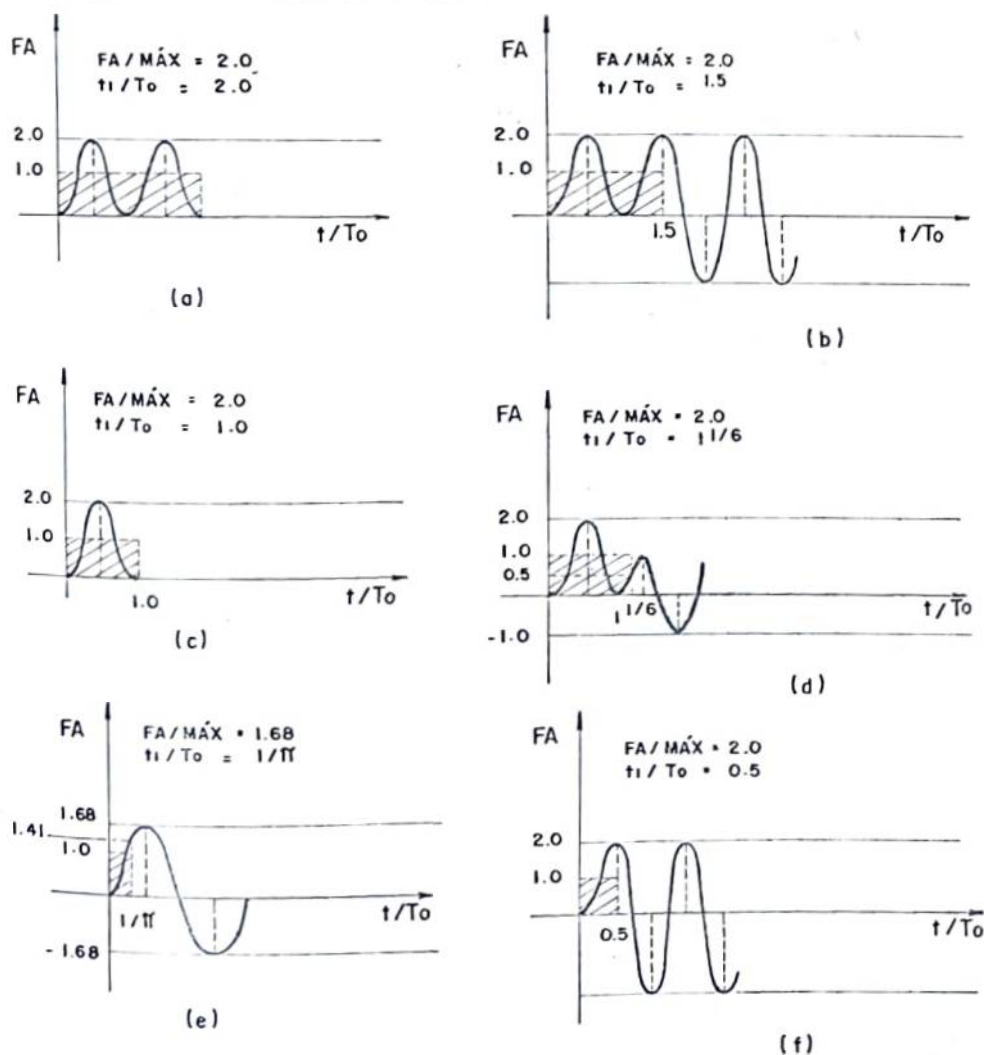 FA
FA/MÁX = 2.0
t1/To = 2.0
2.0
1.0
t/To
(a)
FA
FA/MÁX = 2.0
t1/To = 1.5
2.0
1.0
1.5
t/To
(b)
FA
FA/MÁX = 2.0
t1/To = 1.0
2.0
1.0
1.0
t/To
(c)
FA
FA/MÁX = 2.0
t1/To = 1 1/6
2.0
1.0
0.5
1 1/6
t/To
-1.0
(d)
FA
FA/MÁX = 1.68
t1/To = 1/π
1.68
1.41
1.0
1/π
t/To
-1.68
(e)
FA
FA/MÁX = 2.0
t1/To = 0.5
2.0
1.0
0.5
t/To
(f)